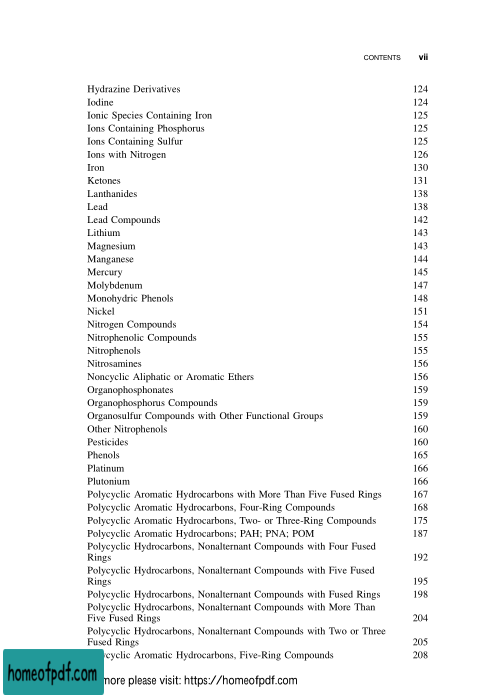 CONTENTS vii
Hydrazine Derivatives 124
Iodine 124
Ionic Species Containing Iron 125
Ions Containing Phosphorus 125
Ions Containing Sulfur 125
Ions with Nitrogen 126
Iron 130
Ketones 131
Lanthanides 138
Lead 138
Lead Compounds 142
Lithium 143
Magnesium 143
Manganese 144
Mercury 145
Molybdenum 147
Monohydric Phenols 148
Nickel 151
Nitrogen Compounds 154
Nitrophenolic Compounds 155
Nitrophenols 155
Nitrosamines 156
Noncyclic Aliphatic or Aromatic Ethers 156
Organophosphonates 159
Organophosphorus Compounds 159
Organosulfur Compounds with Other Functional Groups 159
Other Nitrophenols 160
Pesticides 160
Phenols 165
Platinum 166
Plutonium 166
Polycyclic Aromatic Hydrocarbons with More Than Five Fused Rings 167
Polycyclic Aromatic Hydrocarbons, Four-Ring Compounds 168
Polycyclic Aromatic Hydrocarbons, Two- or Three-Ring Compounds 175
Polycyclic Aromatic Hydrocarbons; PAH; PNA; POM 187
Polycyclic Hydrocarbons, Nonalternant Compounds with Four Fused
Rings 192
Polycyclic Hydrocarbons, Nonalternant Compounds with Five Fused
Rings 195
Polycyclic Hydrocarbons, Nonalternant Compounds with Fused Rings 198
Polycyclic Hydrocarbons, Nonalternant Compounds with More Than
Five Fused Rings 204
Polycyclic Hydrocarbons, Nonalternant Compounds with Two or Three
Fused Rings 205
ycyclic Aromatic Hydrocarbons, Five-Ring Compounds 208
homeofpdf.com
more please visit: https://homeofpdf.com